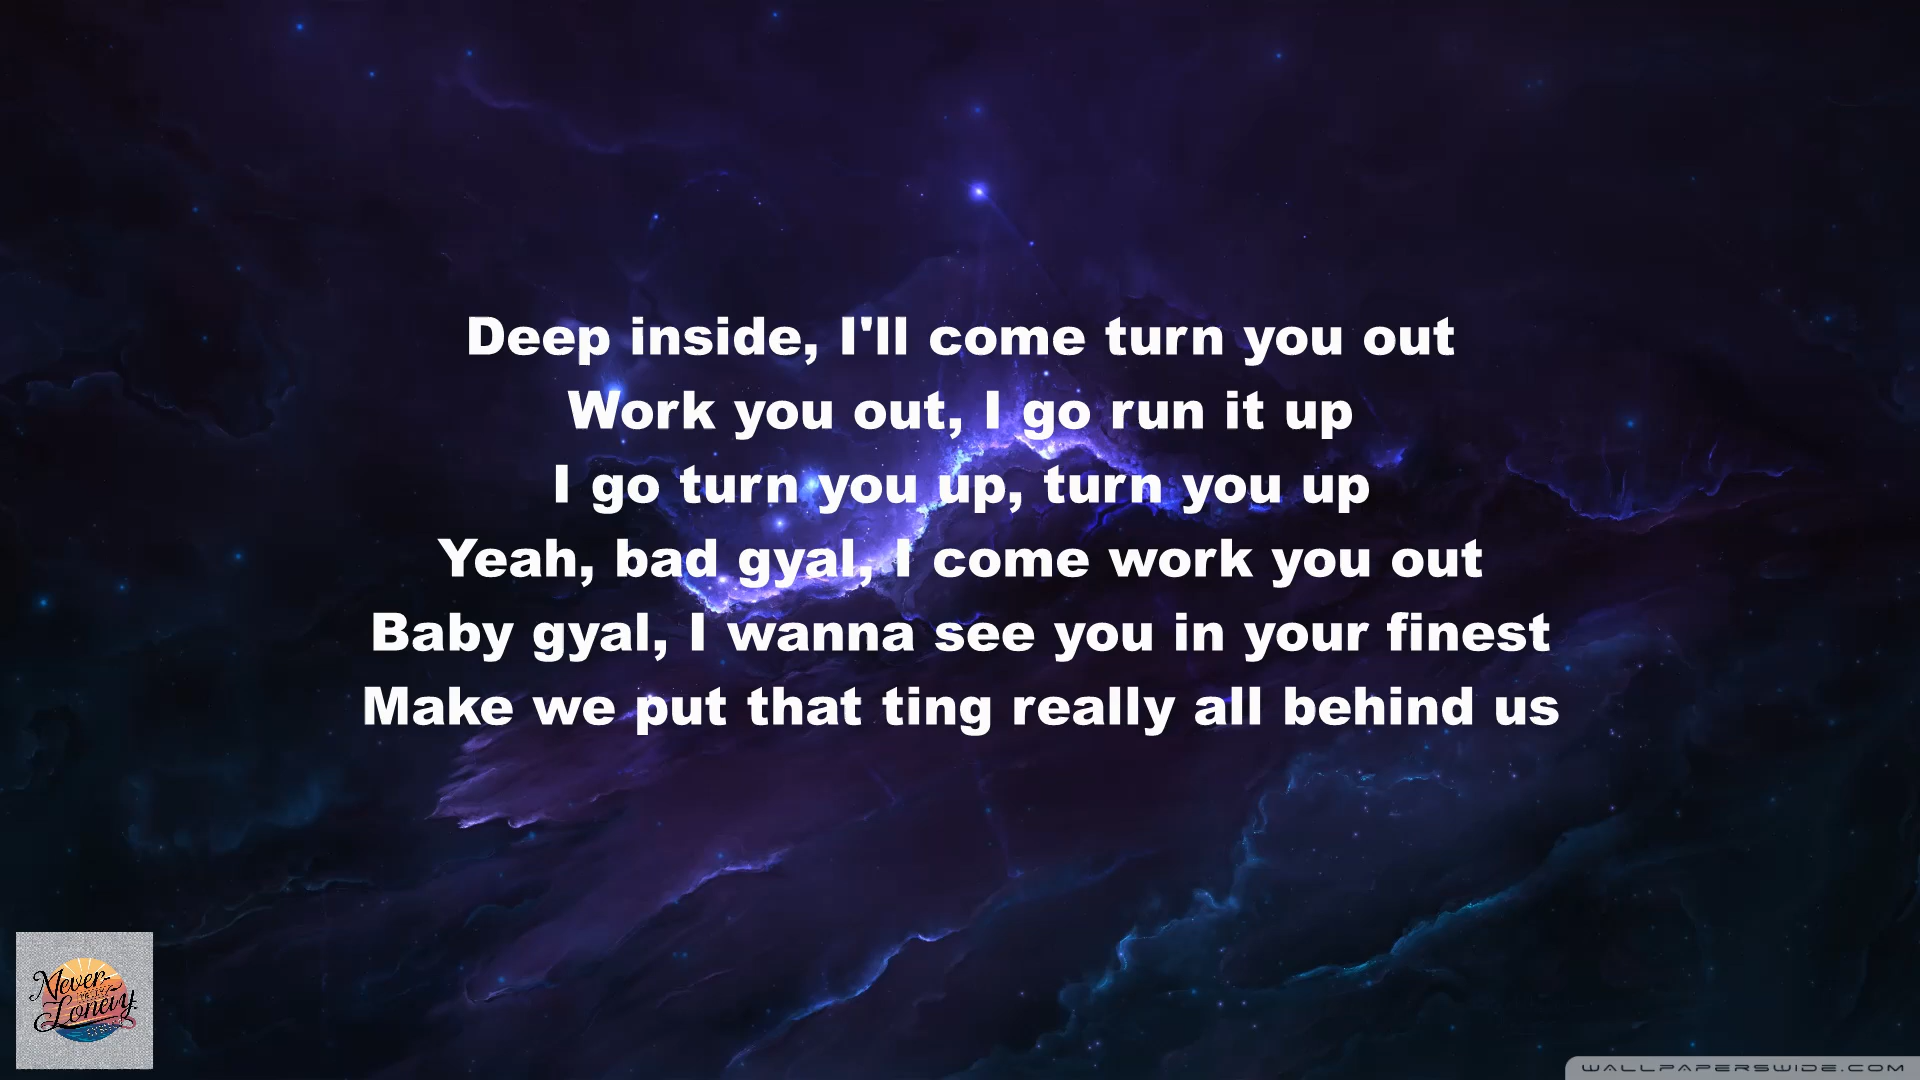 Deep inside, I'll come turn you out
Work you out, I go run it up
I go turn you up, turn you up
Yeah, bad gyal, I come work you out
Baby gyal, I wanna see you in your finest
Make we put that ting really all behind us
Never
Lonely
WALLPAPERSWIDE.COM